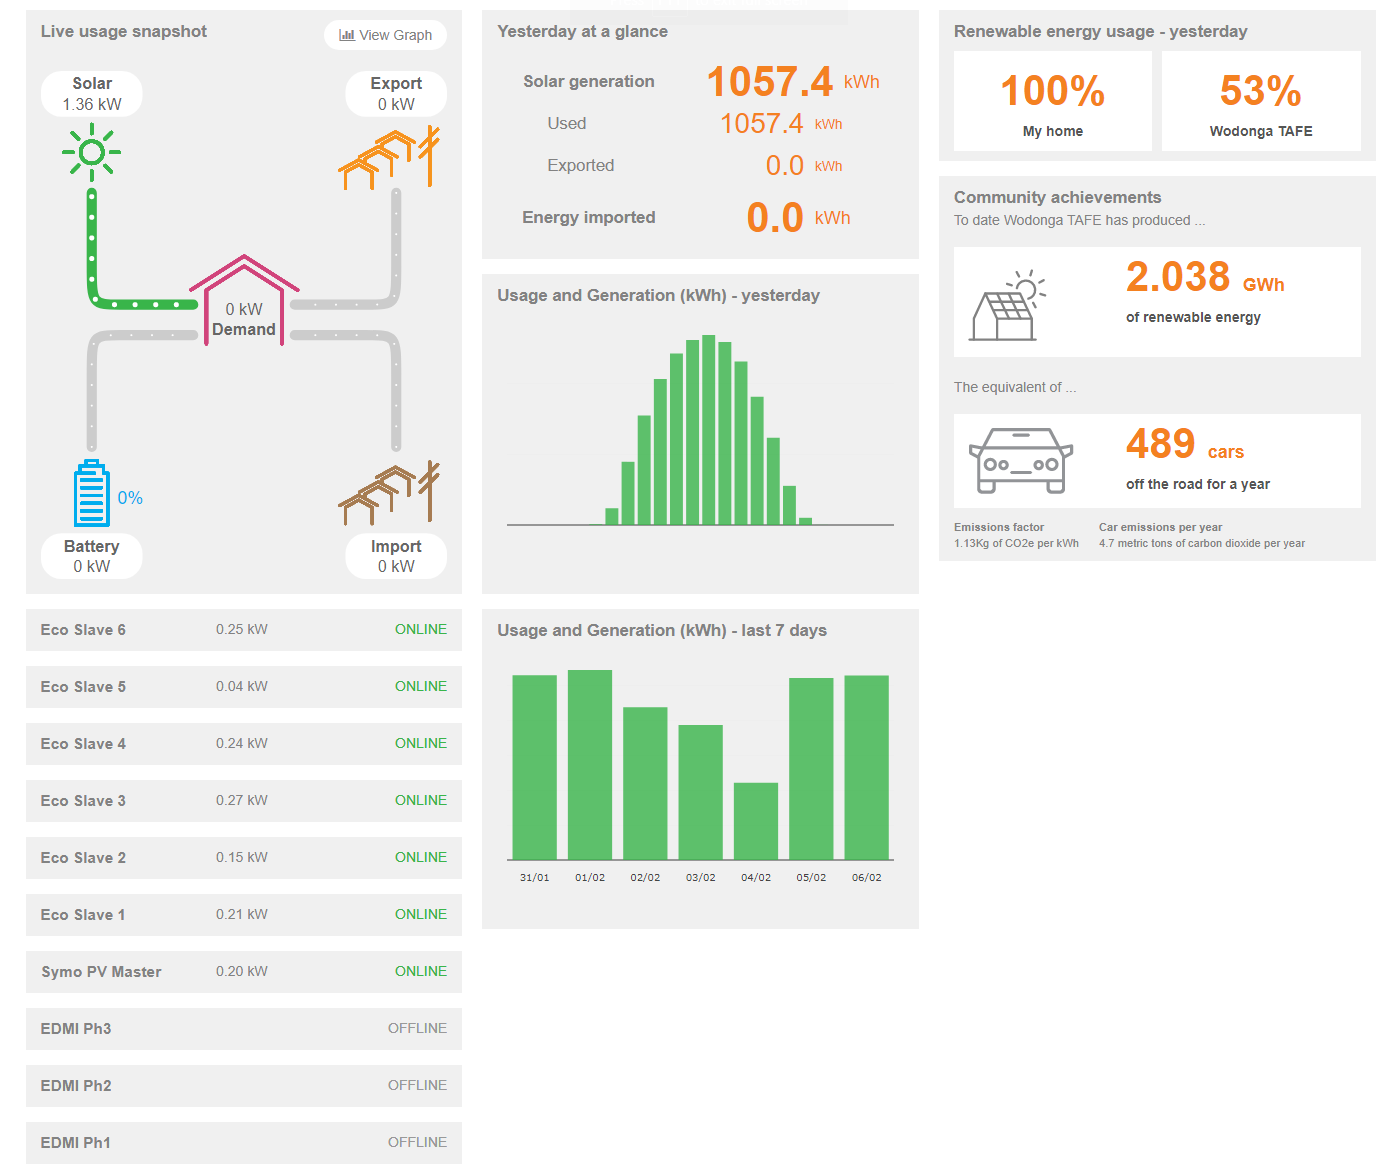 Live usage snapshot
View Graph
Solar
1.36 kW
Export
0 kW
0 kW
Demand
0%
Battery
0 kW
Import
0 kW
Eco Slave 6 0.25 kW ONLINE
Eco Slave 5 0.04 kW ONLINE
Eco Slave 4 0.24 kW ONLINE
Eco Slave 3 0.27 kW ONLINE
Eco Slave 2 0.15 kW ONLINE
Eco Slave 1 0.21 kW ONLINE
Symo PV Master 0.20 kW ONLINE
EDMI Ph3 OFFLINE
EDMI Ph2 OFFLINE
EDMI Ph1 OFFLINE
Yesterday at a glance
Solar generation 1057.4 kWh
Used 1057.4 kWh
Exported 0.0 kWh
Energy imported 0.0 kWh
Usage and Generation (kWh) - yesterday
Usage and Generation (kWh) - last 7 days
31/01 01/02 02/02 03/02 04/02 05/02 06/02
Renewable energy usage - yesterday
100%
My home
53%
Wodonga TAFE
Community achievements
To date Wodonga TAFE has produced ...
2.038 GWh
of renewable energy
The equivalent of ...
489 cars
off the road for a year
Emissions factor
1.13Kg of CO2e per kWh
Car emissions per year
4.7 metric tons of carbon dioxide per year